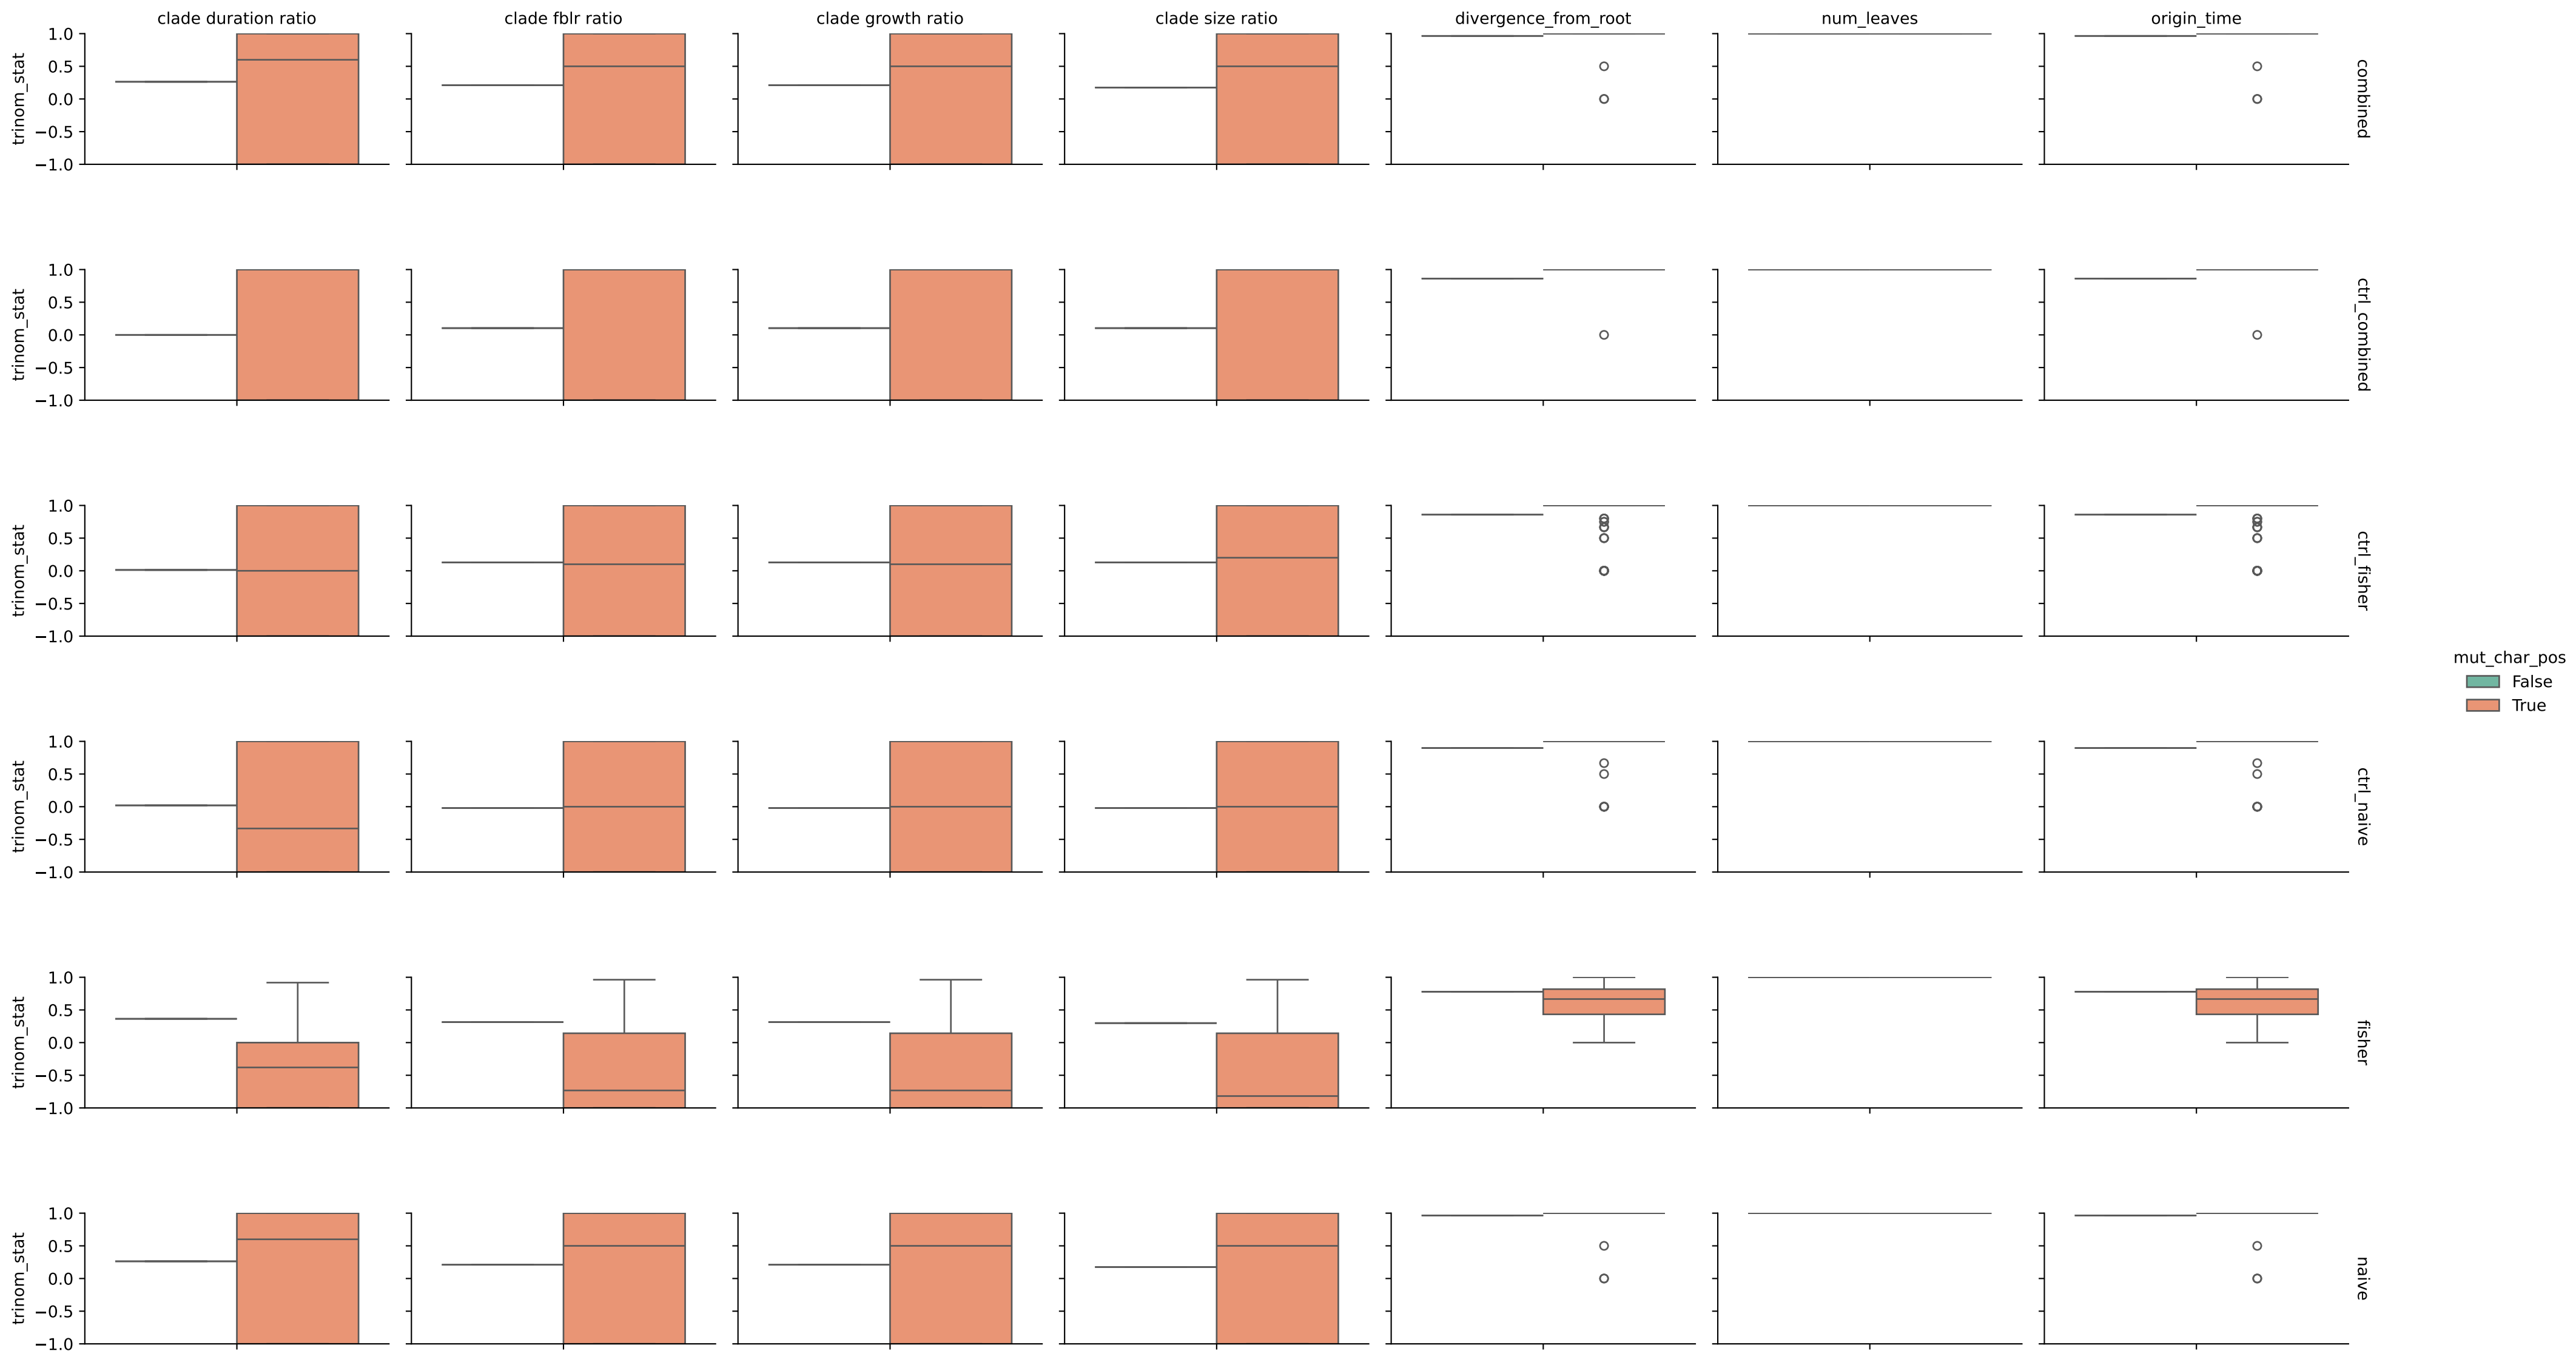 clade duration ratio clade fblr ratio clade growth ratio clade size ratio divergence_from_root num_leaves origin_time
1.0
0.5
0.0
−0.5
−1.0
trinom_stat
combined
1.0
0.5
0.0
−0.5
−1.0
trinom_stat
ctrl_combined
1.0
0.5
0.0
−0.5
−1.0
trinom_stat
ctrl_fisher
mut_char_pos
False
True
1.0
0.5
0.0
−0.5
−1.0
trinom_stat
ctrl_naive
1.0
0.5
0.0
−0.5
−1.0
trinom_stat
fisher
1.0
0.5
0.0
−0.5
−1.0
trinom_stat
naive